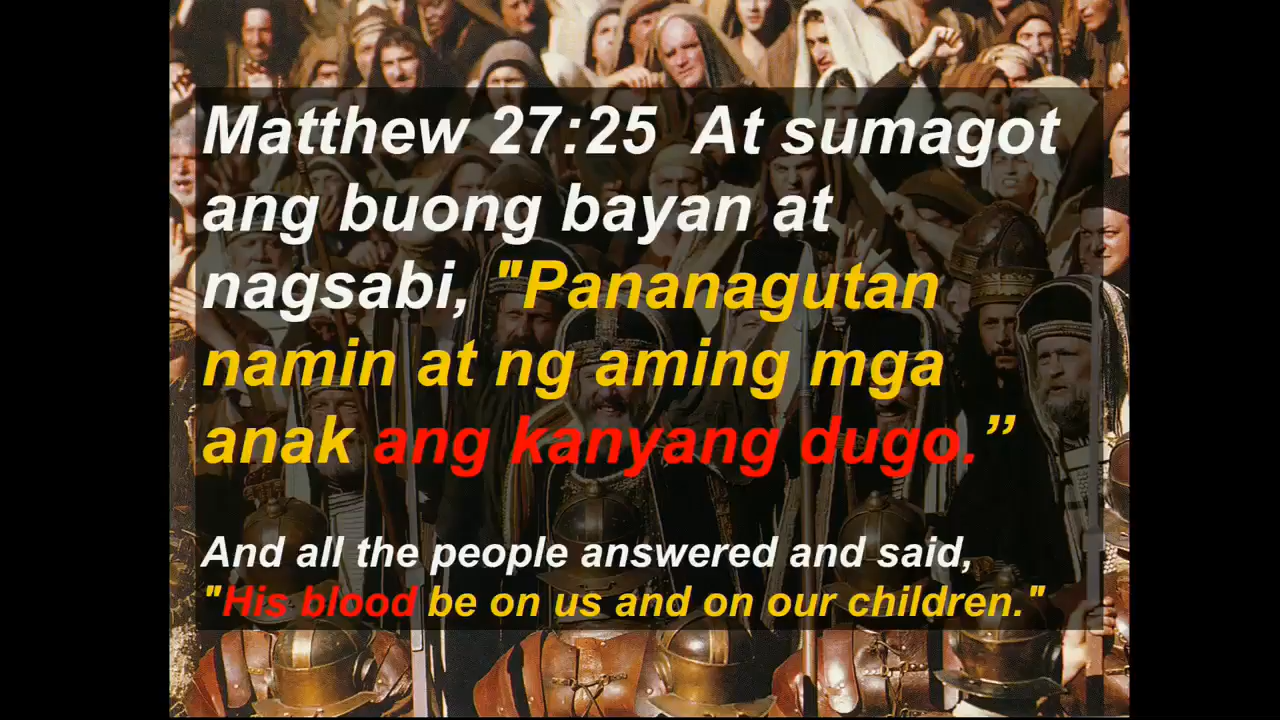 Matthew 27:25  At sumagot
ang buong bayan at
nagsabi, "Pananagutan
namin at ng aming mga
anak ang kanyang dugo.”
And all the people answered and said,
"His blood be on us and on our children."